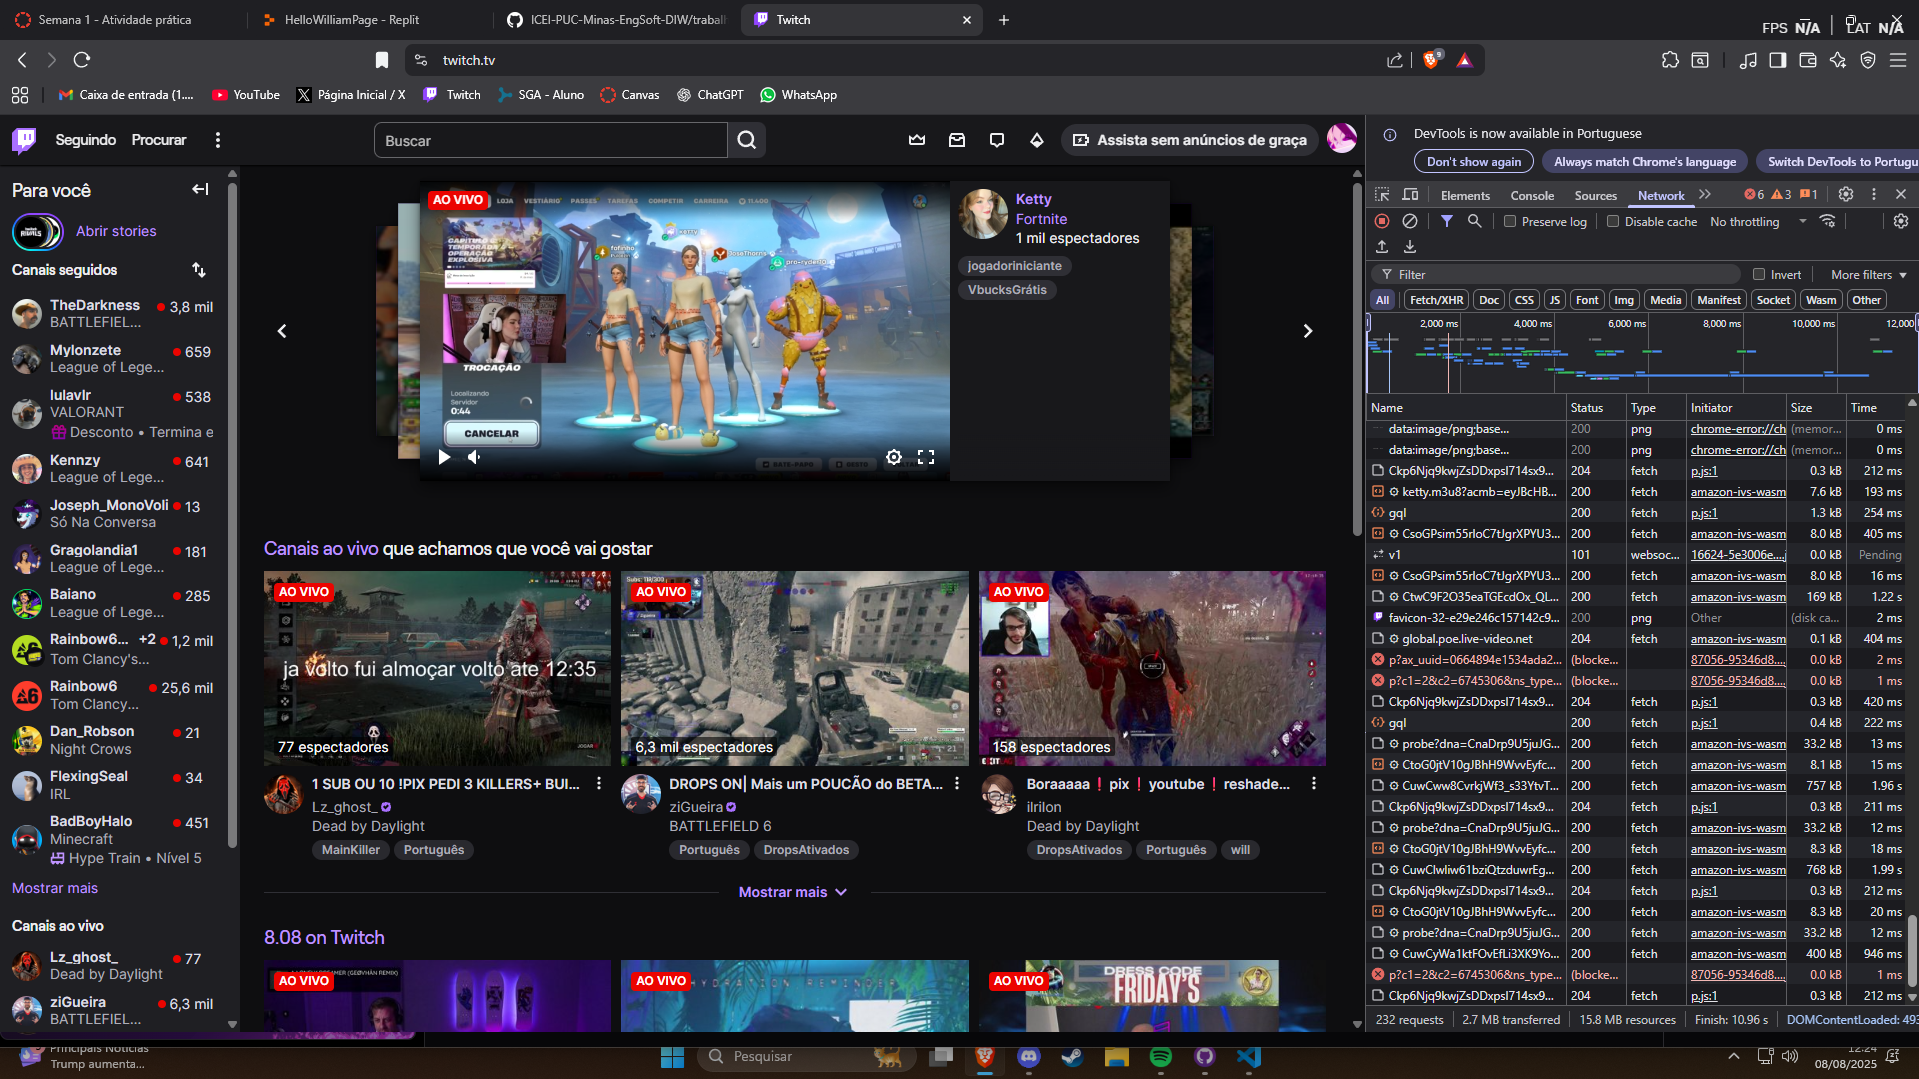 Semana 1 - Atividade prática
HelloWilliamPage - Replit
ICEI-PUC-Minas-EngSoft-DIW/trabal
Twitch
FPS N/A
LAT N/A
twitch.tv
9
Caixa de entrada (1....
YouTube
Página Inicial / X
Twitch
SGA - Aluno
Canvas
ChatGPT
WhatsApp
Seguindo
Procurar
Buscar
Assista sem anúncios de graça
Para você
Abrir stories
Canais seguidos
TheDarkness
3,8 mil
BATTLEFIEL...
Mylonzete
659
League of Lege...
lulavlr
538
VALORANT
Desconto • Termina e
Kennzy
641
League of Lege...
Joseph_MonoVoli
13
Só Na Conversa
Gragolandia1
181
League of Lege...
Baiano
285
League of Lege...
Rainbow6... +2
1,2 mil
Tom Clancy's...
Rainbow6
25,6 mil
Tom Clancy...
Dan_Robson
21
Night Crows
FlexingSeal
34
IRL
BadBoyHalo
451
Minecraft
Hype Train • Nível 5
Mostrar mais
Canais ao vivo
Lz_ghost_
77
Dead by Daylight
ziGueira
6,3 mil
BATTLEFIEL...
AO VIVO
LOJA VESTIÁRIO PASSES TAREFAS COMPETIR CARREIRA 11.400
CAPÍTULO
TEMPORADA
OPERAÇÃO
EXPLOSIVA
TROCAÇÃO
Localizando
Servidor
0:44
CANCELAR
Ketty
Fortnite
1 mil espectadores
jogadoriniciante
VbucksGrátis
Canais ao vivo que achamos que você vai gostar
AO VIVO
ja volto fui almoçar volto ate 12:35
77 espectadores
1 SUB OU 10 !PIX PEDI 3 KILLERS+ BUI...
Lz_ghost_
Dead by Daylight
MainKiller
Português
AO VIVO
6,3 mil espectadores
DROPS ON| Mais um POUCÃO do BETA...
ziGueira
BATTLEFIELD 6
Português
DropsAtivados
AO VIVO
158 espectadores
Boraaaaa❗pix❗youtube❗reshade...
ilrilon
Dead by Daylight
DropsAtivados
Português
will
Mostrar mais
8.08 on Twitch
AO VIVO
AO VIVO
HYDRATION REMINDER
AO VIVO
DRESS CODE
FRIDAY'S
DevTools is now available in Portuguese
Don't show again
Always match Chrome's language
Switch DevTools to Portugu
Elements
Console
Sources
Network
6
3
1
Preserve log
Disable cache
No throttling
Filter
Invert
More filters
All
Fetch/XHR
Doc
CSS
JS
Font
Img
Media
Manifest
Socket
Wasm
Other
2,000 ms
4,000 ms
6,000 ms
8,000 ms
10,000 ms
12,000
Name Status Type Initiator Size Time
data:image/png;base... 200 png chrome-error://ch (memor... 0 ms
data:image/png;base... 200 png chrome-error://ch (memor... 0 ms
Ckp6Njq9kwjZsDDxpsI714sx9... 204 fetch p.js:1 0.3 kB 212 ms
ketty.m3u8?acmb=eyJBcHB... 200 fetch amazon-ivs-wasm 7.6 kB 193 ms
gql 200 fetch p.js:1 1.3 kB 254 ms
CsoGPsim55rIoC7tJgrXPYU3... 200 fetch amazon-ivs-wasm 8.0 kB 405 ms
v1 101 websoc... 16624-5e3006e.... 0.0 kB Pending
CsoGPsim55rIoC7tJgrXPYU3... 200 fetch amazon-ivs-wasm 8.0 kB 16 ms
CtwC9F2O35eaTGEcdOx_QL... 200 fetch amazon-ivs-wasm 169 kB 1.22 s
favicon-32-e29e246c157142c9... 200 png Other (disk ca... 2 ms
global.poe.live-video.net 204 fetch amazon-ivs-wasm 0.1 kB 404 ms
p?ax_uuid=0664894e1534ada2... (blocke... 87056-95346d8.... 0.0 kB 2 ms
p?c1=2&c2=6745306&ns_type... (blocke... 87056-95346d8.... 0.0 kB 1 ms
Ckp6Njq9kwjZsDDxpsI714sx9... 204 fetch p.js:1 0.3 kB 420 ms
gql 200 fetch p.js:1 0.4 kB 222 ms
probe?dna=CnaDrp9U5juJG... 200 fetch amazon-ivs-wasm 33.2 kB 13 ms
CtoG0jtV10gJBhH9WvvEyfc... 200 fetch amazon-ivs-wasm 8.1 kB 15 ms
CuwCww8CvrkjWf3_s33YtvT... 200 fetch amazon-ivs-wasm 757 kB 1.96 s
Ckp6Njq9kwjZsDDxpsI714sx9... 204 fetch p.js:1 0.3 kB 211 ms
probe?dna=CnaDrp9U5juJG... 200 fetch amazon-ivs-wasm 33.2 kB 12 ms
CtoG0jtV10gJBhH9WvvEyfc... 200 fetch amazon-ivs-wasm 8.3 kB 18 ms
CuwClwliw61bziQtzduwrEg... 200 fetch amazon-ivs-wasm 768 kB 1.99 s
Ckp6Njq9kwjZsDDxpsI714sx9... 204 fetch p.js:1 0.3 kB 212 ms
CtoG0jtV10gJBhH9WvvEyfc... 200 fetch amazon-ivs-wasm 8.3 kB 20 ms
probe?dna=CnaDrp9U5juJG... 200 fetch amazon-ivs-wasm 33.2 kB 12 ms
CuwCyWa1ktFOvEfLi3XK9Yo... 200 fetch amazon-ivs-wasm 400 kB 946 ms
p?c1=2&c2=6745306&ns_type... (blocke... 87056-95346d8.... 0.0 kB 1 ms
Ckp6Njq9kwjZsDDxpsI714sx9... 204 fetch p.js:1 0.3 kB 212 ms
232 requests
2.7 MB transferred
15.8 MB resources
Finish: 10.96 s
DOMContentLoaded: 493
Principais Notícias
Trump aumenta...
Pesquisar
12:24
08/08/2025